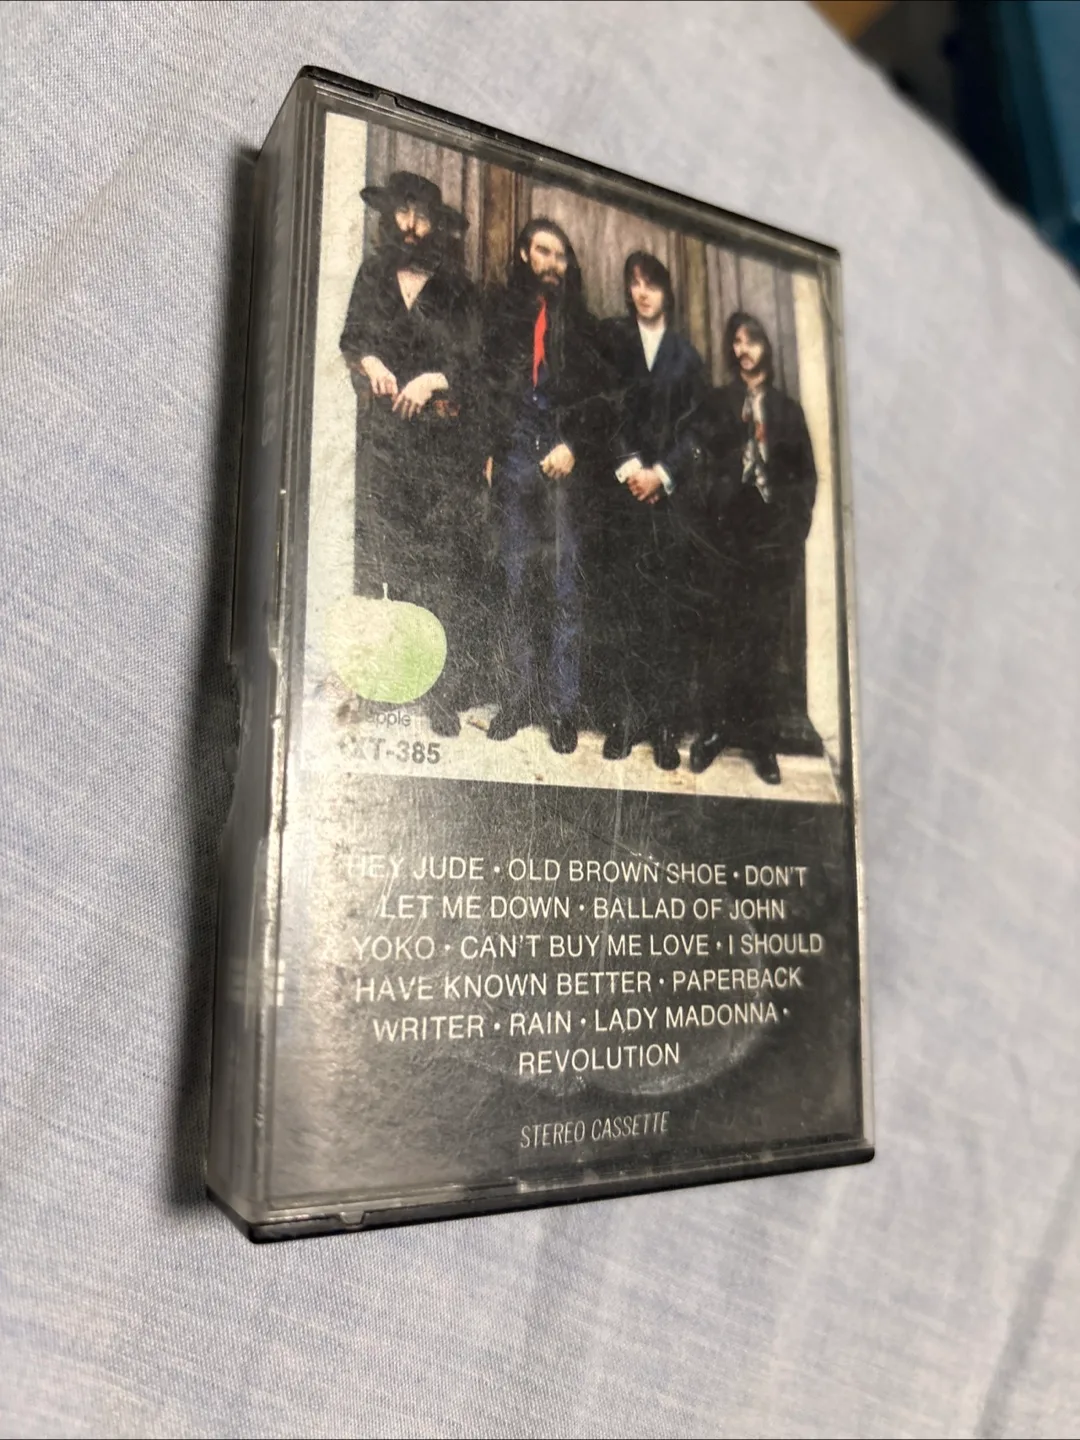 apple
XT-385
HEY JUDE • OLD BROWN SHOE • DON'T
LET ME DOWN • BALLAD OF JOHN
YOKO • CAN'T BUY ME LOVE • I SHOULD
HAVE KNOWN BETTER • PAPERBACK
WRITER • RAIN • LADY MADONNA •
REVOLUTION
STEREO CASSETTE